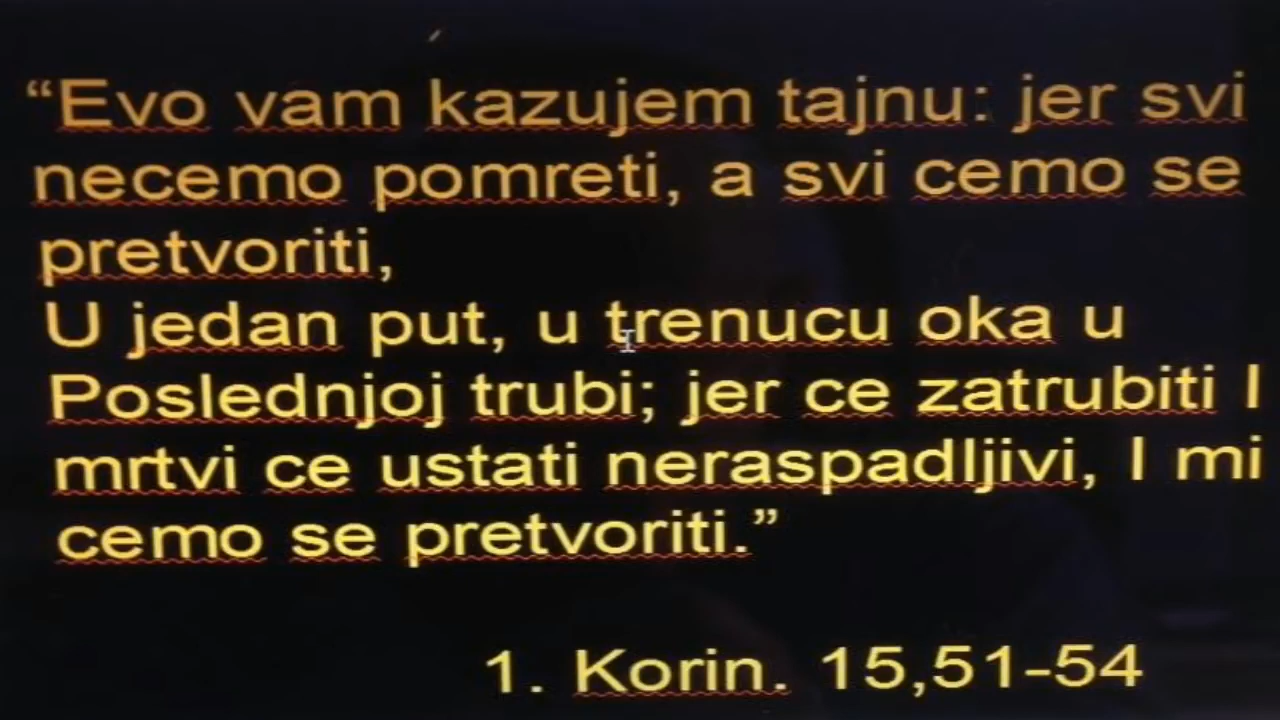 “Evo vam kazujem tajnu: jer svi
necemo pomreti, a svi cemo se
pretvoriti,
U jedan put, u trenucu oka u
Poslednjoj trubi; jer ce zatrubiti I
mrtvi ce ustati neraspadljivi, I mi
cemo se pretvoriti.”
1. Korin. 15,51-54